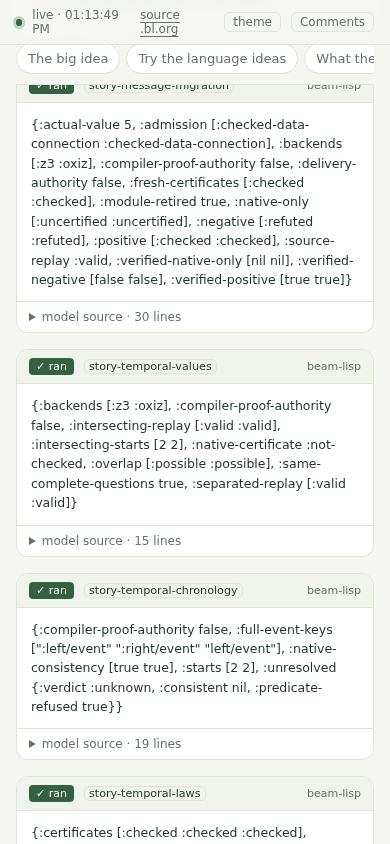 live · 01:13:49 PM
source .bl.org
theme
Comments
The big idea
Try the language ideas
What the
✓ ran story-message-migration beam-lisp
{:actual-value 5, :admission [:checked-data-
connection :checked-data-connection], :backends
[:z3 :oxiz], :compiler-proof-authority false, :delivery-
authority false, :fresh-certificates [:checked
:checked], :module-retired true, :native-only
[:uncertified :uncertified], :negative [:refuted
:refuted], :positive [:checked :checked], :source-
replay :valid, :verified-native-only [nil nil], :verified-
negative [false false], :verified-positive [true true]}
▶ model source · 30 lines
✓ ran story-temporal-values beam-lisp
{:backends [:z3 :oxiz], :compiler-proof-authority
false, :intersecting-replay [:valid :valid],
:intersecting-starts [2 2], :native-certificate :not-
checked, :overlap [:possible :possible], :same-
complete-questions true, :separated-replay [:valid
:valid]}
▶ model source · 15 lines
✓ ran story-temporal-chronology beam-lisp
{:compiler-proof-authority false, :full-event-keys
[":left/event" ":right/event" "left/event"], :native-
consistency [true true], :starts [2 2], :unresolved
{:verdict :unknown, :consistent nil, :predicate-
refused true}}
▶ model source · 19 lines
✓ ran story-temporal-laws beam-lisp
{:certificates [:checked :checked :checked],